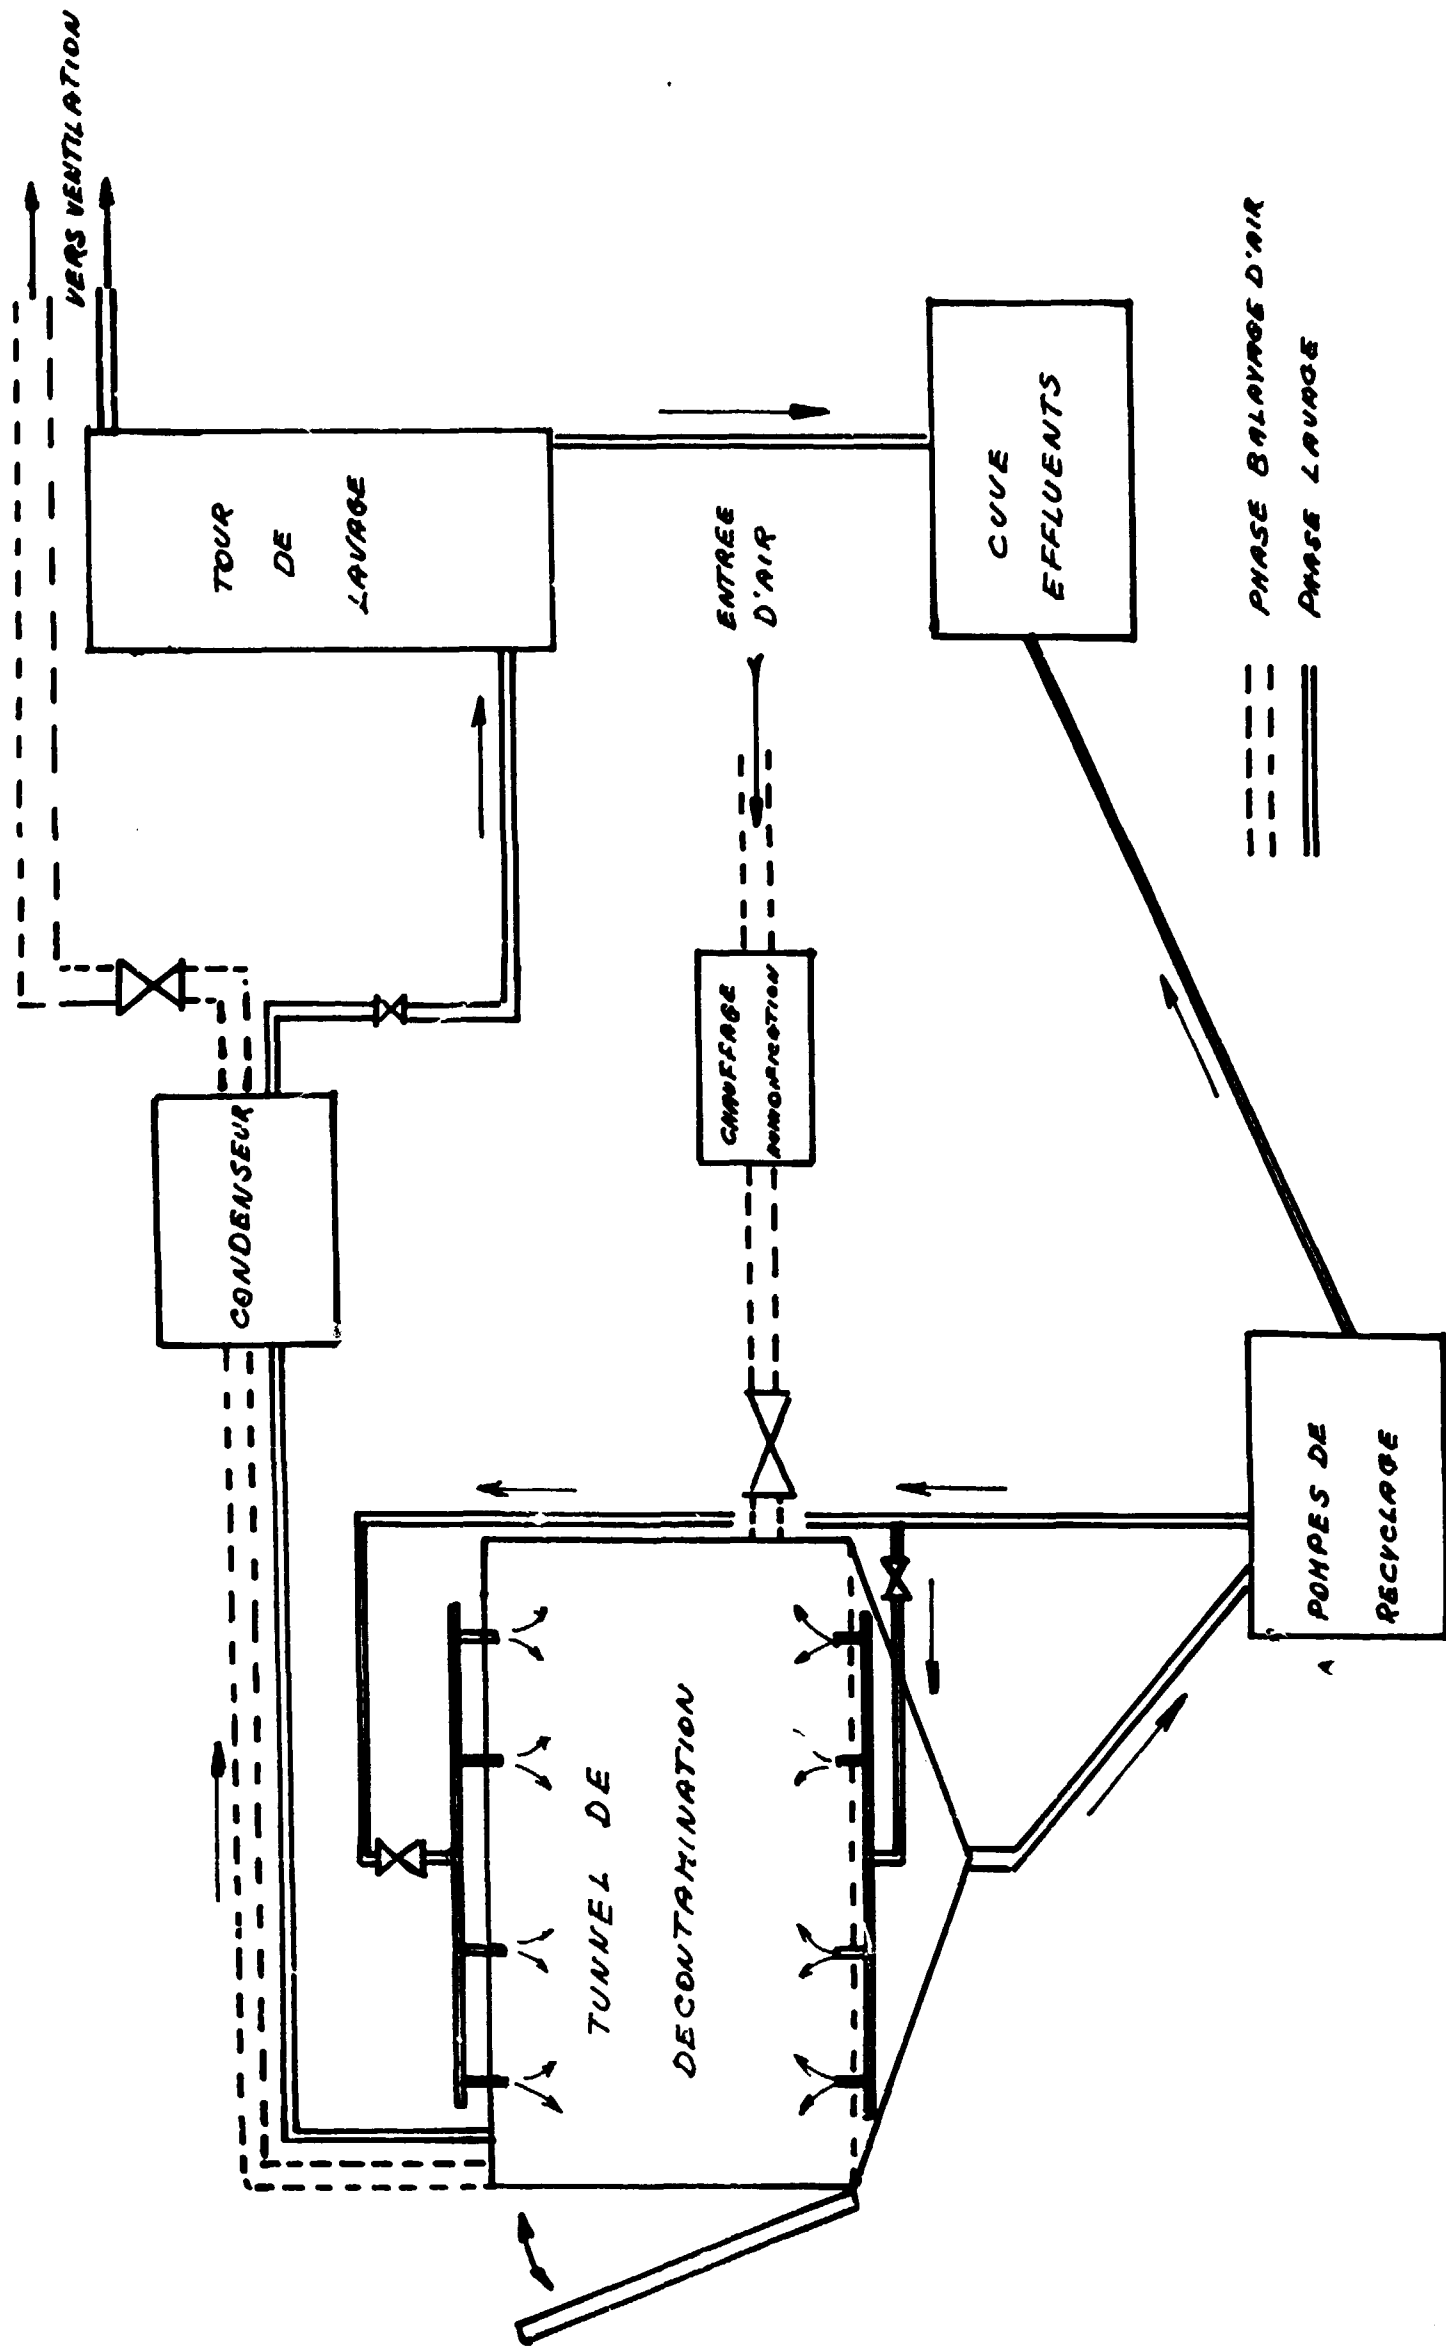 VERS VENTILATION
TOUR
DE
LAVAGE
CONDENSEUR
ENTREE
D'AIR
CHAUFFAGE
CUVE
EFFLUENTS
TUNNEL DE
DECONTAMINATION
POMPES DE
RECYCLAGE
PHASE BALAYAGE D'AIR
PHASE LAVAGE